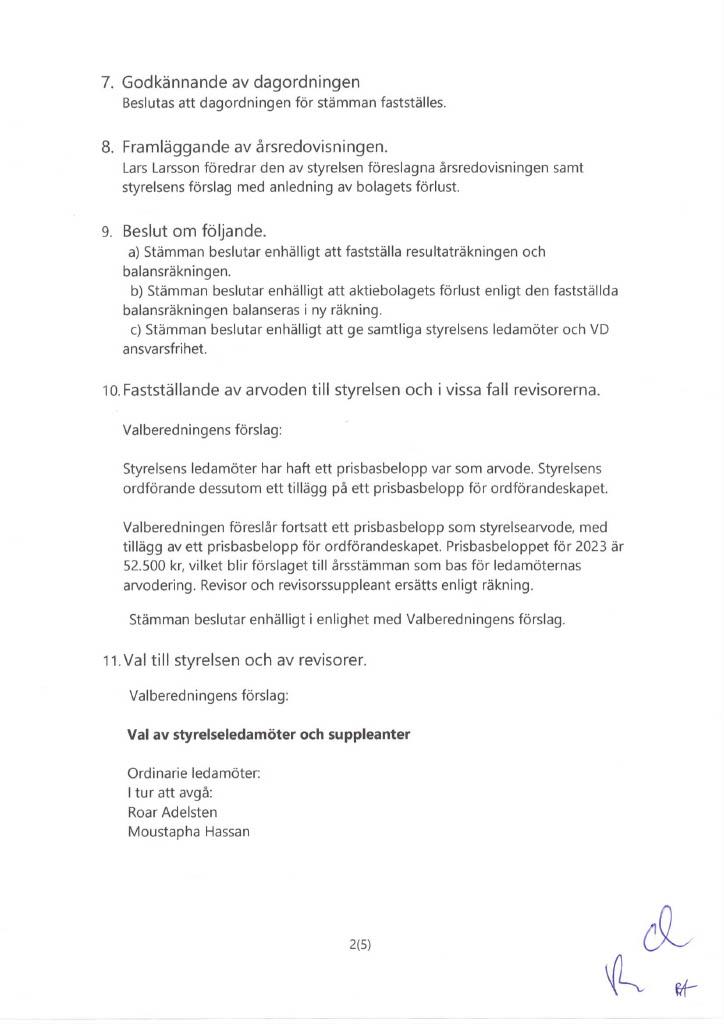 7. Godkännande av dagordningen
Beslutas att dagordningen för stämman fastställes.
8. Framläggande av årsredovisningen.
Lars Larsson föredrar den av styrelsen föreslagna årsredovisningen samt
styrelsens förslag med anledning av bolagets förlust.
9. Beslut om följande.
a) Stämman beslutar enhälligt att fastställa resultaträkningen och
balansräkningen.
b) Stämman beslutar enhälligt att aktiebolagets förlust enligt den fastställda
balansräkningen balanseras i ny räkning.
c) Stämman beslutar enhälligt att ge samtliga styrelsens ledamöter och VD
ansvarsfrihet.
10. Fastställande av arvoden till styrelsen och i vissa fall revisorerna.
Valberedningens förslag:
Styrelsens ledamöter har haft ett prisbasbelopp var som arvode. Styrelsens
ordförande dessutom ett tillägg på ett prisbasbelopp för ordförandeskapet.
Valberedningen föreslår fortsatt ett prisbasbelopp som styrelsearvode, med
tillägg av ett prisbasbelopp för ordförandeskapet. Prisbasbeloppet för 2023 är
52.500 kr, vilket blir förslaget till årsstämman som bas för ledamöternas
arvodering. Revisor och revisorssuppleant ersätts enligt räkning.
Stämman beslutar enhälligt i enlighet med Valberedningens förslag.
11. Val till styrelsen och av revisorer.
Valberedningens förslag:
Val av styrelseledamöter och suppleanter
Ordinarie ledamöter:
I tur att avgå:
Roar Adelsten
Moustapha Hassan
2(5)